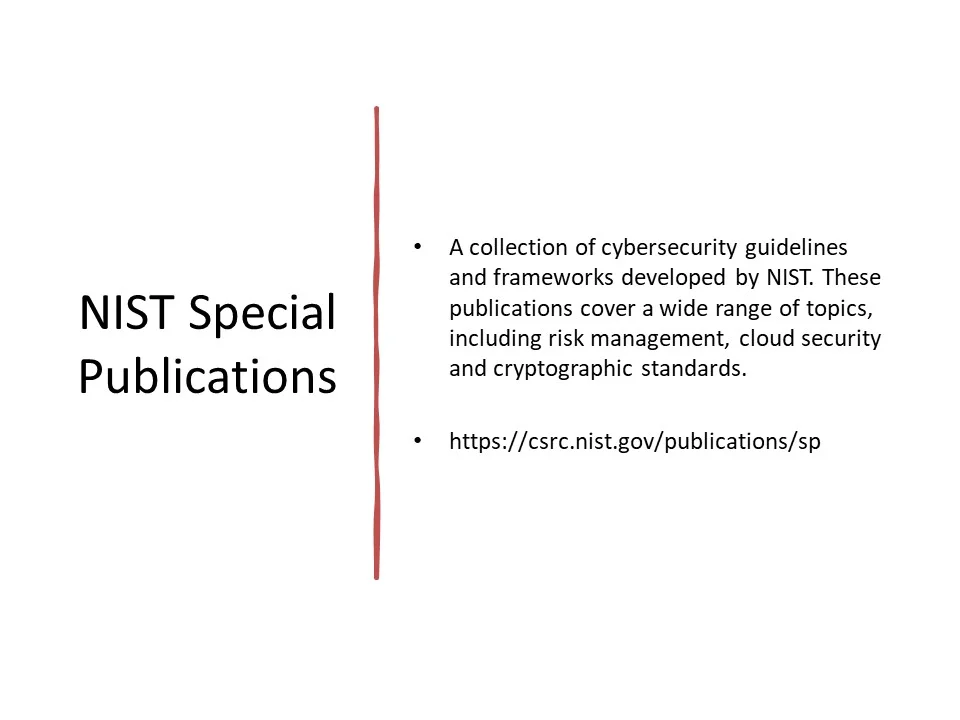 NIST Special
Publications
• A collection of cybersecurity guidelines
and frameworks developed by NIST. These
publications cover a wide range of topics,
including risk management, cloud security
and cryptographic standards.
• https://csrc.nist.gov/publications/sp